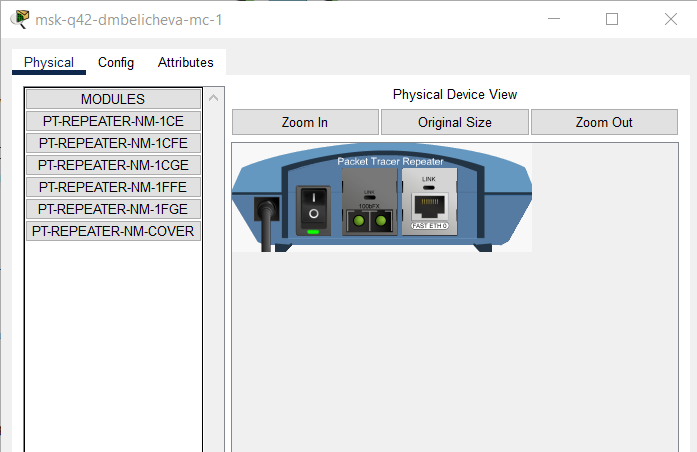 msk-q42-dmbelicheva-mc-1
Physical Config Attributes
MODULES
PT-REPEATER-NM-1CE
PT-REPEATER-NM-1CFE
PT-REPEATER-NM-1CGE
PT-REPEATER-NM-1FFE
PT-REPEATER-NM-1FGE
PT-REPEATER-NM-COVER
Physical Device View
Zoom In Original Size Zoom Out
Packet Tracer Repeater
LINK
100bFX
LINK
FAST ETH 0